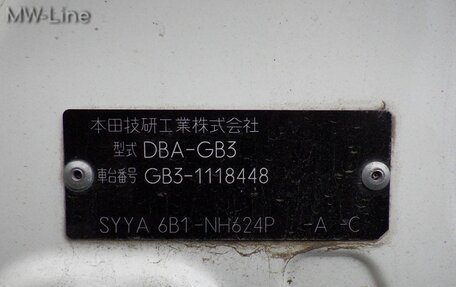 MW-Line
本田技研工業株式会社
型式 DBA-GB3
車台番号 GB3-1118448
SYYA 6B1-NH624P -A -C